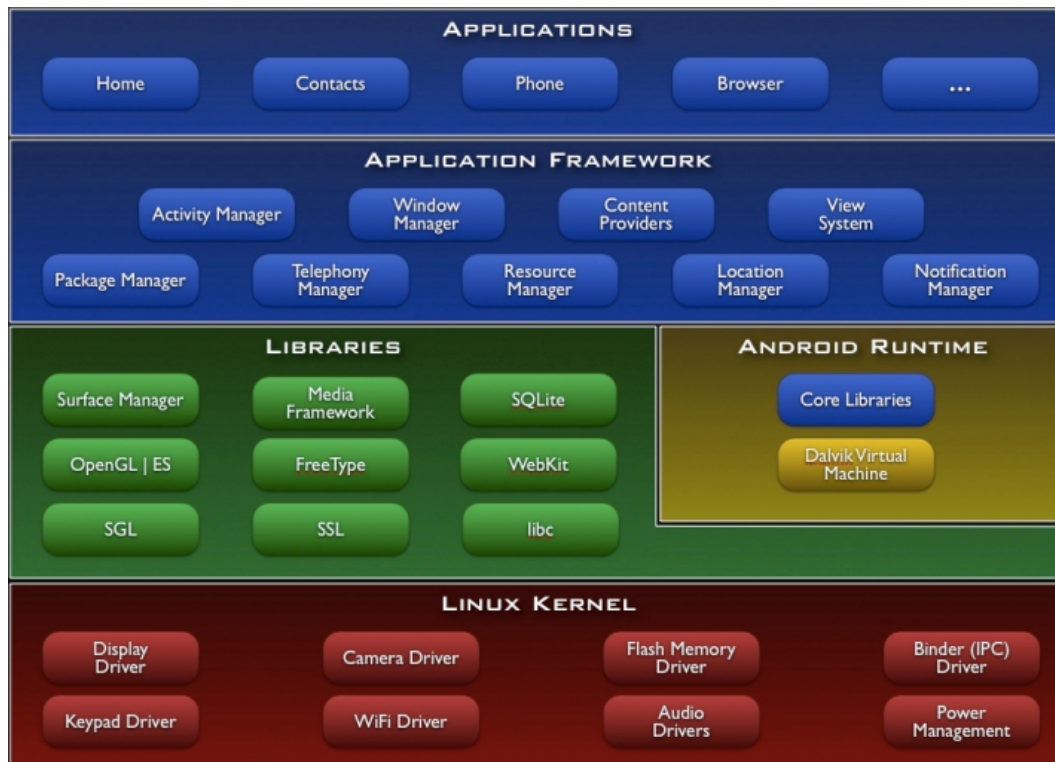 APPLICATIONS
Home
Contacts
Phone
Browser
...
APPLICATION FRAMEWORK
Activity Manager
Window
Manager
Content
Providers
View
System
Package Manager
Telephony
Manager
Resource
Manager
Location
Manager
Notification
Manager
LIBRARIES
Surface Manager
Media
Framework
SQLite
OpenGL | ES
FreeType
WebKit
SGL
SSL
libc
ANDROID RUNTIME
Core Libraries
Dalvik Virtual
Machine
LINUX KERNEL
Display
Driver
Camera Driver
Flash Memory
Driver
Binder (IPC)
Driver
Keypad Driver
WiFi Driver
Audio
Drivers
Power
Management